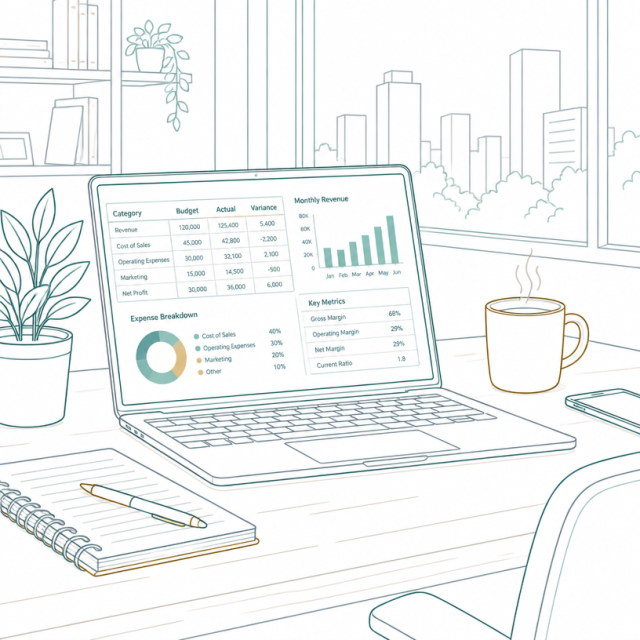 Category Budget Actual Variance
Revenue 120,000 125,400 5.400
Cost of Sales 45,000 42,800 -2,200
Operating Expenses 30,000 32,100 2,100
Marketing 15,000 14,500 -500
Net Profit 30,000 36,000 6,000
Monthly Revenue
80K
60K
40K
20K
0
Jan Feb Mar Apr May Jun
Expense Breakdown
Cost of Sales 40%
Operating Expenses 30%
Marketing 20%
Other 10%
Key Metrics
Gross Margin 68%
Operating Margin 29%
Net Margin 29%
Current Ratio 1.8